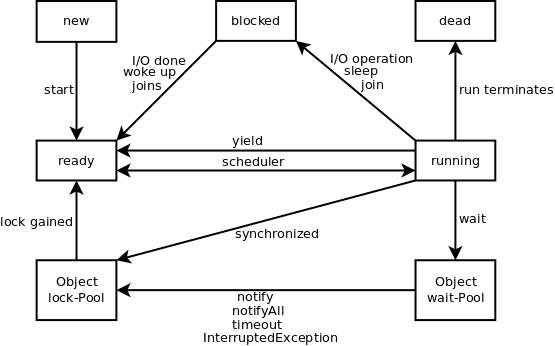 new
blocked
dead
I/O done
woke up
joins
I/O operation
sleep
join
start
run terminates
yield
ready
scheduler
running
lock gained
synchronized
wait
Object
lock-Pool
Object
wait-Pool
notify
notifyAll
timeout
InterruptedException